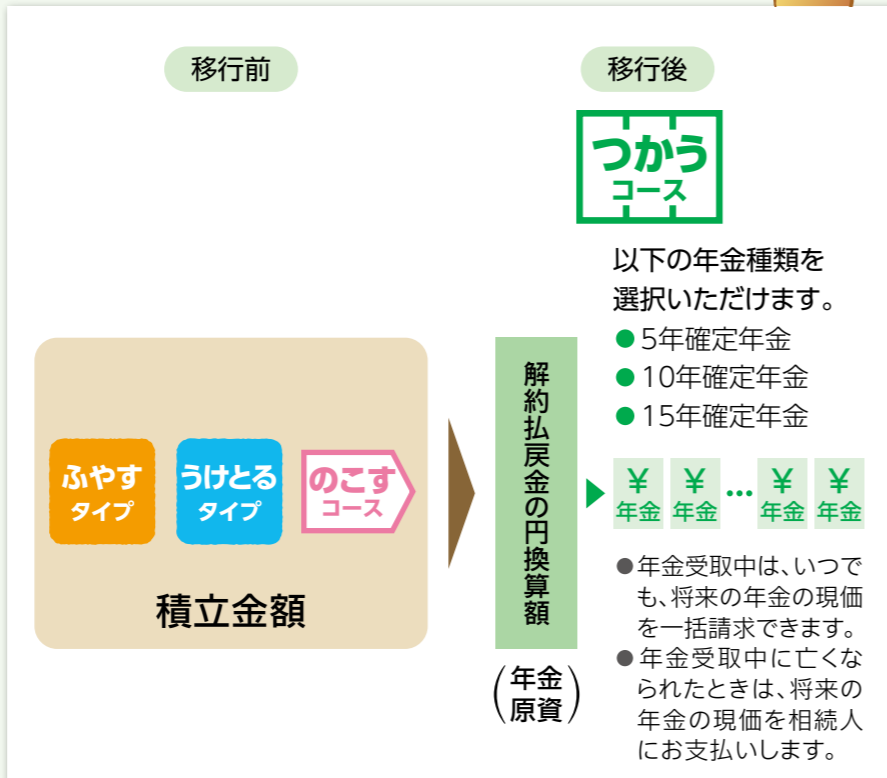 移行前
移行後
つかう
コース
以下の年金種類を
選択いただけます。
●5年確定年金
●10年確定年金
●15年確定年金
ふやす
タイプ
うけとる
タイプ
のこす
コース
積立金額
解約払戻金の円換算額
(年金
原資)
¥
年金
¥
年金
…
¥
年金
¥
年金
●年金受取中は、いつで
も、将来の年金の現価
を一括請求できます。
●年金受取中に亡くな
られたときは、将来の
年金の現価を相続人
にお支払いします。